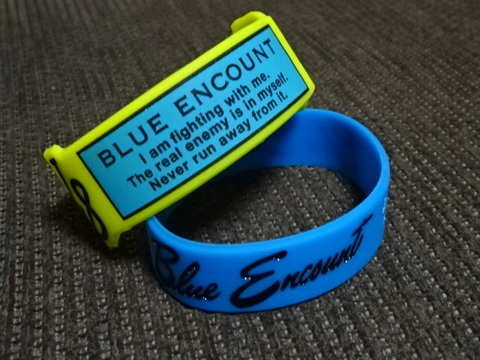 BLUE ENCOUNT
I am fighting with me.
The real enemy is in myself.
Never run away from it.
Blue Encount